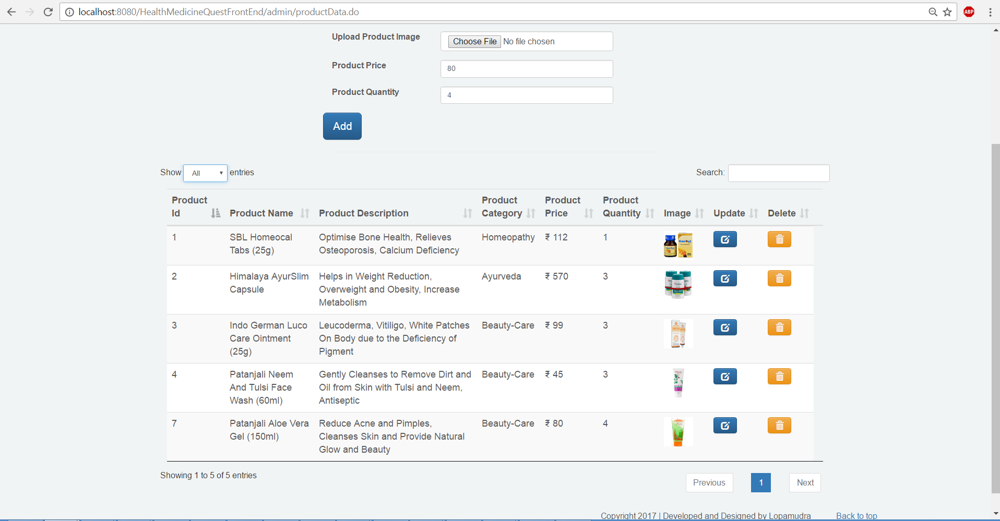 localhost:8080/HealthMedicineQuestFrontEnd/admin/productData.do
ABP
Upload Product Image
Choose File No file chosen
Product Price
80
Product Quantity
4
Add
Show All entries
Search:
Product Id
Product Name
Product Description
Product Category
Product Price
Product Quantity
Image
Update
Delete
1
SBL Homeocal
Tabs (25g)
Optimise Bone Health, Relieves
Osteoporosis, Calcium Deficiency
Homeopathy
₹ 112
1
2
Himalaya AyurSlim
Capsule
Helps in Weight Reduction,
Overweight and Obesity, Increase
Metabolism
Ayurveda
₹ 570
3
3
Indo German Luco
Care Ointment
(25g)
Leucoderma, Vitiligo, White Patches
On Body due to the Deficiency of
Pigment
Beauty-Care
₹ 99
3
4
Patanjali Neem
And Tulsi Face
Wash (60ml)
Gently Cleanses to Remove Dirt and
Oil from Skin with Tulsi and Neem,
Antiseptic
Beauty-Care
₹ 45
3
7
Patanjali Aloe Vera
Gel (150ml)
Reduce Acne and Pimples,
Cleanses Skin and Provide Natural
Glow and Beauty
Beauty-Care
₹ 80
4
Showing 1 to 5 of 5 entries
Previous
1
Next
Copyright 2017 | Developed and Designed by Lopamudra
Back to top